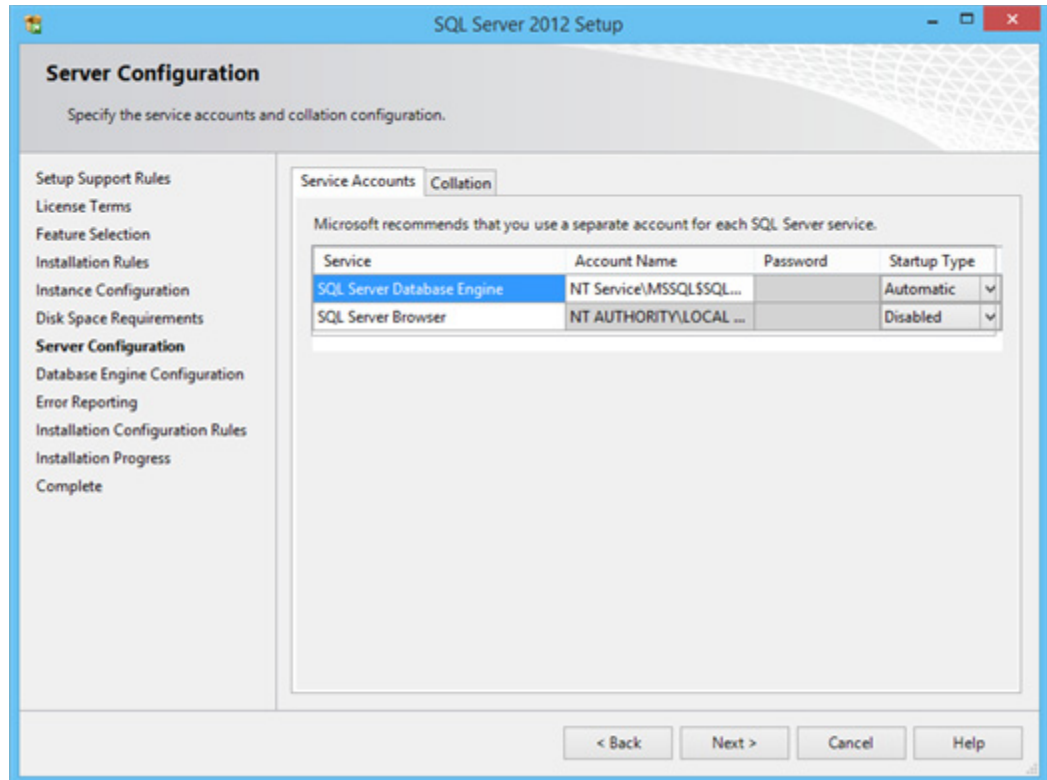 SQL Server 2012 Setup
Server Configuration
Specify the service accounts and collation configuration.
Setup Support Rules
License Terms
Feature Selection
Installation Rules
Instance Configuration
Disk Space Requirements
Server Configuration
Database Engine Configuration
Error Reporting
Installation Configuration Rules
Installation Progress
Complete
Service Accounts Collation
Microsoft recommends that you use a separate account for each SQL Server service.
Service Account Name Password Startup Type
SQL Server Database Engine NT Service\MSSQL$SQL... Automatic
SQL Server Browser NT AUTHORITY\LOCAL ... Disabled
< Back Next > Cancel Help